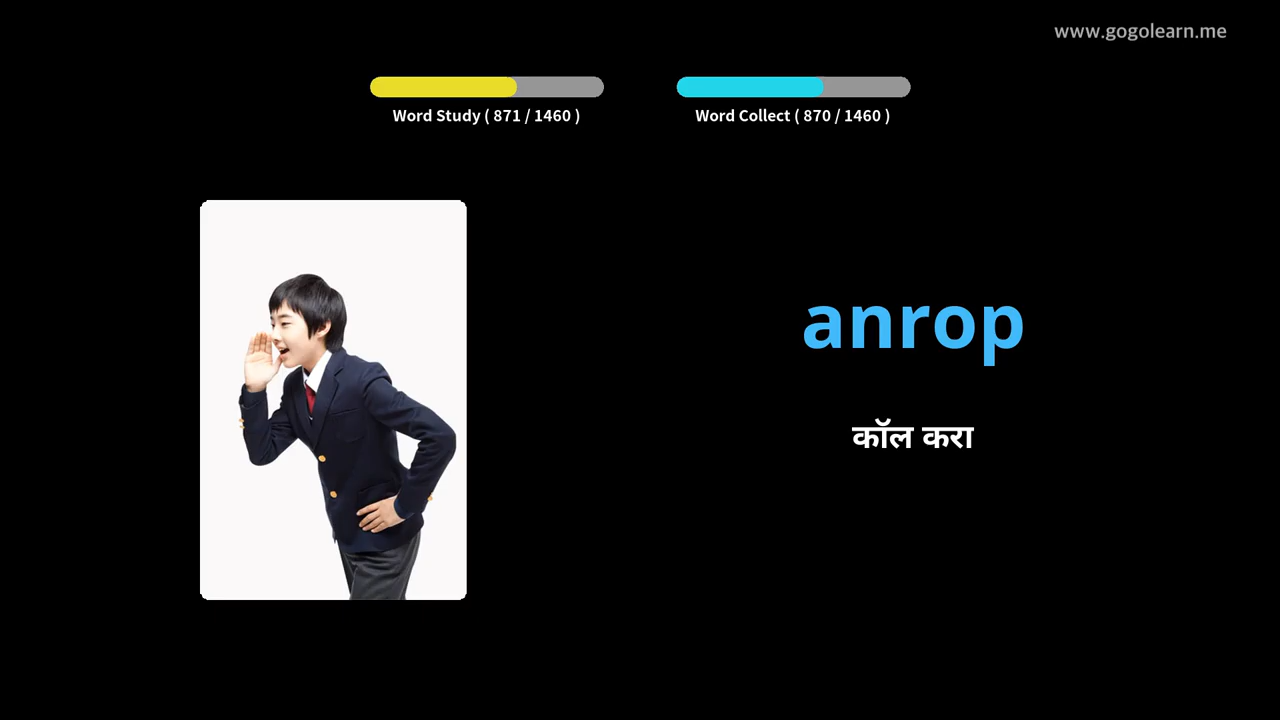 www.gogolearn.me
Word Study ( 871 / 1460 )
Word Collect ( 870 / 1460 )
anrop
कॉल करा